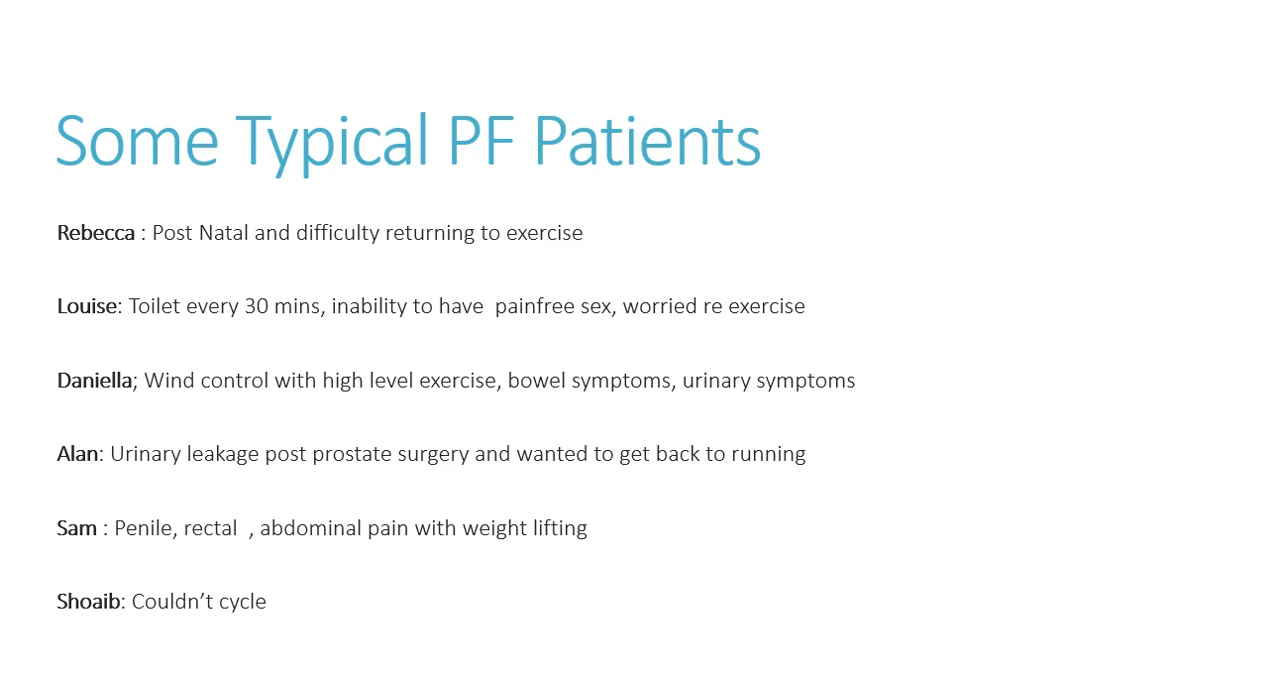 Some Typical PF Patients
Rebecca : Post Natal and difficulty returning to exercise
Louise: Toilet every 30 mins, inability to have  painfree sex, worried re exercise
Daniella; Wind control with high level exercise, bowel symptoms, urinary symptoms
Alan: Urinary leakage post prostate surgery and wanted to get back to running
Sam : Penile, rectal  , abdominal pain with weight lifting
Shoaib: Couldn’t cycle